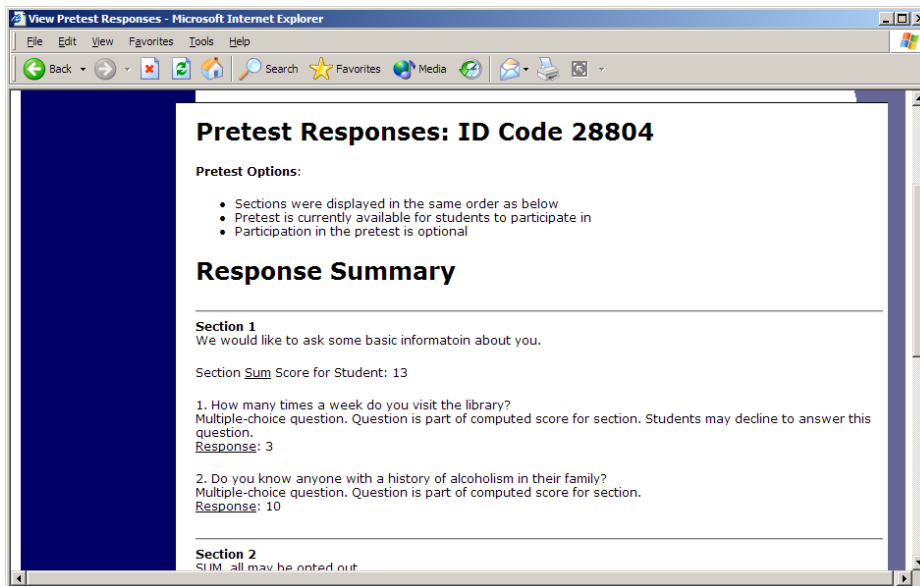 View Pretest Responses - Microsoft Internet Explorer
File Edit View Favorites Tools Help
Back Search Favorites Media
Pretest Responses: ID Code 28804
Pretest Options:
Sections were displayed in the same order as below
Pretest is currently available for students to participate in
Participation in the pretest is optional
Response Summary
Section 1
We would like to ask some basic informatoin about you.
Section Sum Score for Student: 13
1. How many times a week do you visit the library?
Multiple-choice question. Question is part of computed score for section. Students may decline to answer this
question.
Response: 3
2. Do you know anyone with a history of alcoholism in their family?
Multiple-choice question. Question is part of computed score for section.
Response: 10
Section 2
SUM, all may be opted out